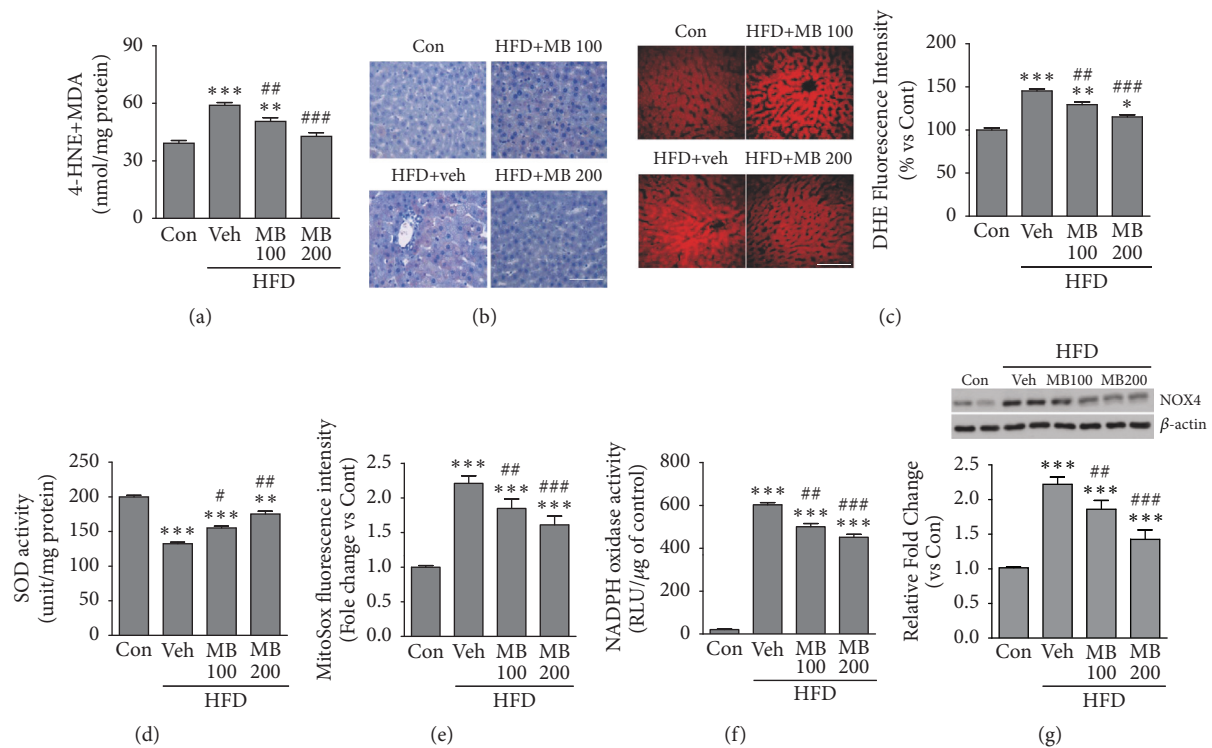 4-HNE+MDA
(nmol/mg protein)
90
60
30
0
***
##
**
###
Con
Veh
MB
100
MB
200
HFD
(a)
Con
HFD+MB 100
HFD+veh
HFD+MB 200
(b)
Con
HFD+MB 100
HFD+veh
HFD+MB 200
DHE Fluorescence Intensity
(% vs Cont)
200
150
100
50
0
***
##
**
###
*
Con
Veh
MB
100
MB
200
HFD
(c)
SOD activity
(unit/mg protein)
250
200
150
100
50
0
***
#
***
##
**
Con
Veh
MB
100
MB
200
HFD
(d)
MitoSox fluorescence intensity
(Fole change vs Cont)
2.5
2.0
1.5
1.0
0.5
0.0
***
##
***
###
***
Con
Veh
MB
100
MB
200
HFD
(e)
NADPH oxidase activity
(RLU/μg of control)
800
600
400
200
0
***
##
***
###
***
Con
Veh
MB
100
MB
200
HFD
(f)
HFD
Con
Veh
MB100
MB200
NOX4
β-actin
Relative Fold Change
(vs Con)
2.5
2.0
1.5
1.0
0.5
0.0
***
##
***
###
***
Con
Veh
MB
100
MB
200
HFD
(g)